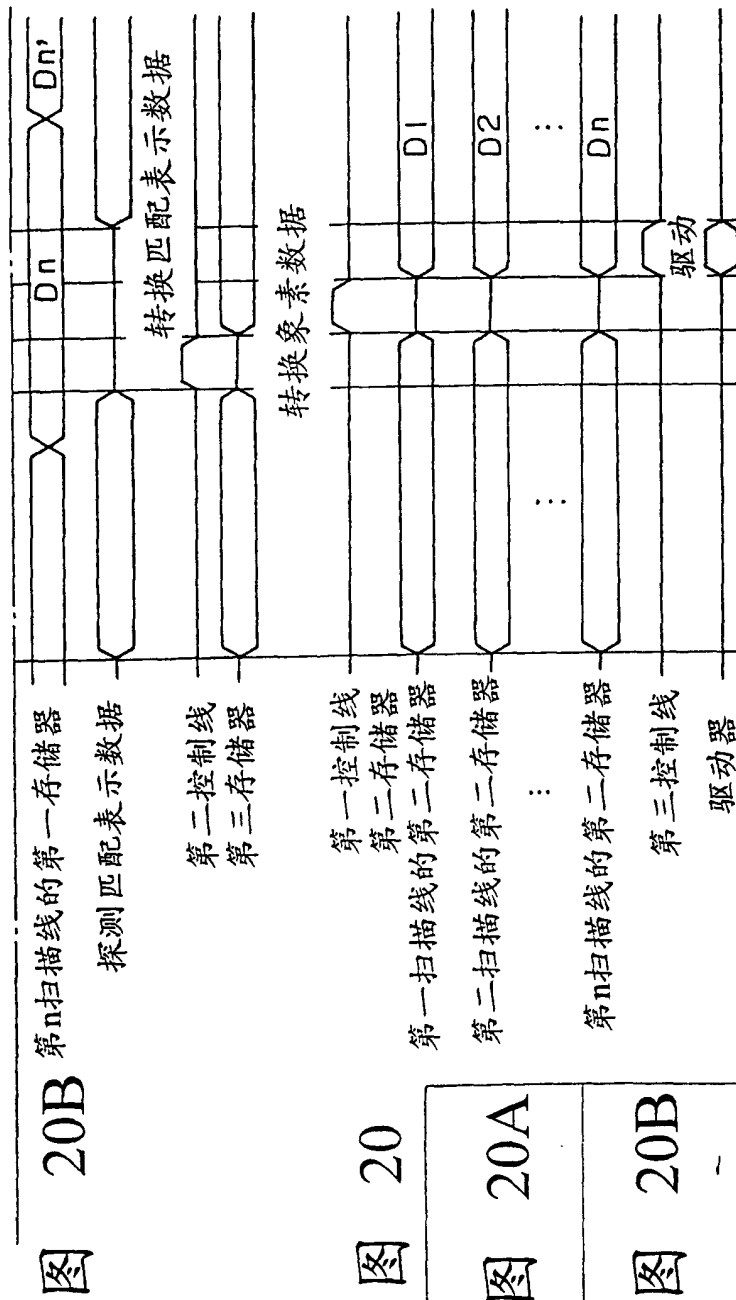 图 20B
第n扫描线的第一存储器
Dn
Dn'
探测匹配表示数据
转换匹配表示数据
第二控制线
第三存储器
转换象素数据
第一控制线
第二存储器
第一扫描线的第二存储器
D1
第二扫描线的第二存储器
D2
⋮
⋮
⋮
第n扫描线的第二存储器
Dn
第三控制线
驱动
驱动器
图 20
图 20A
图 20B